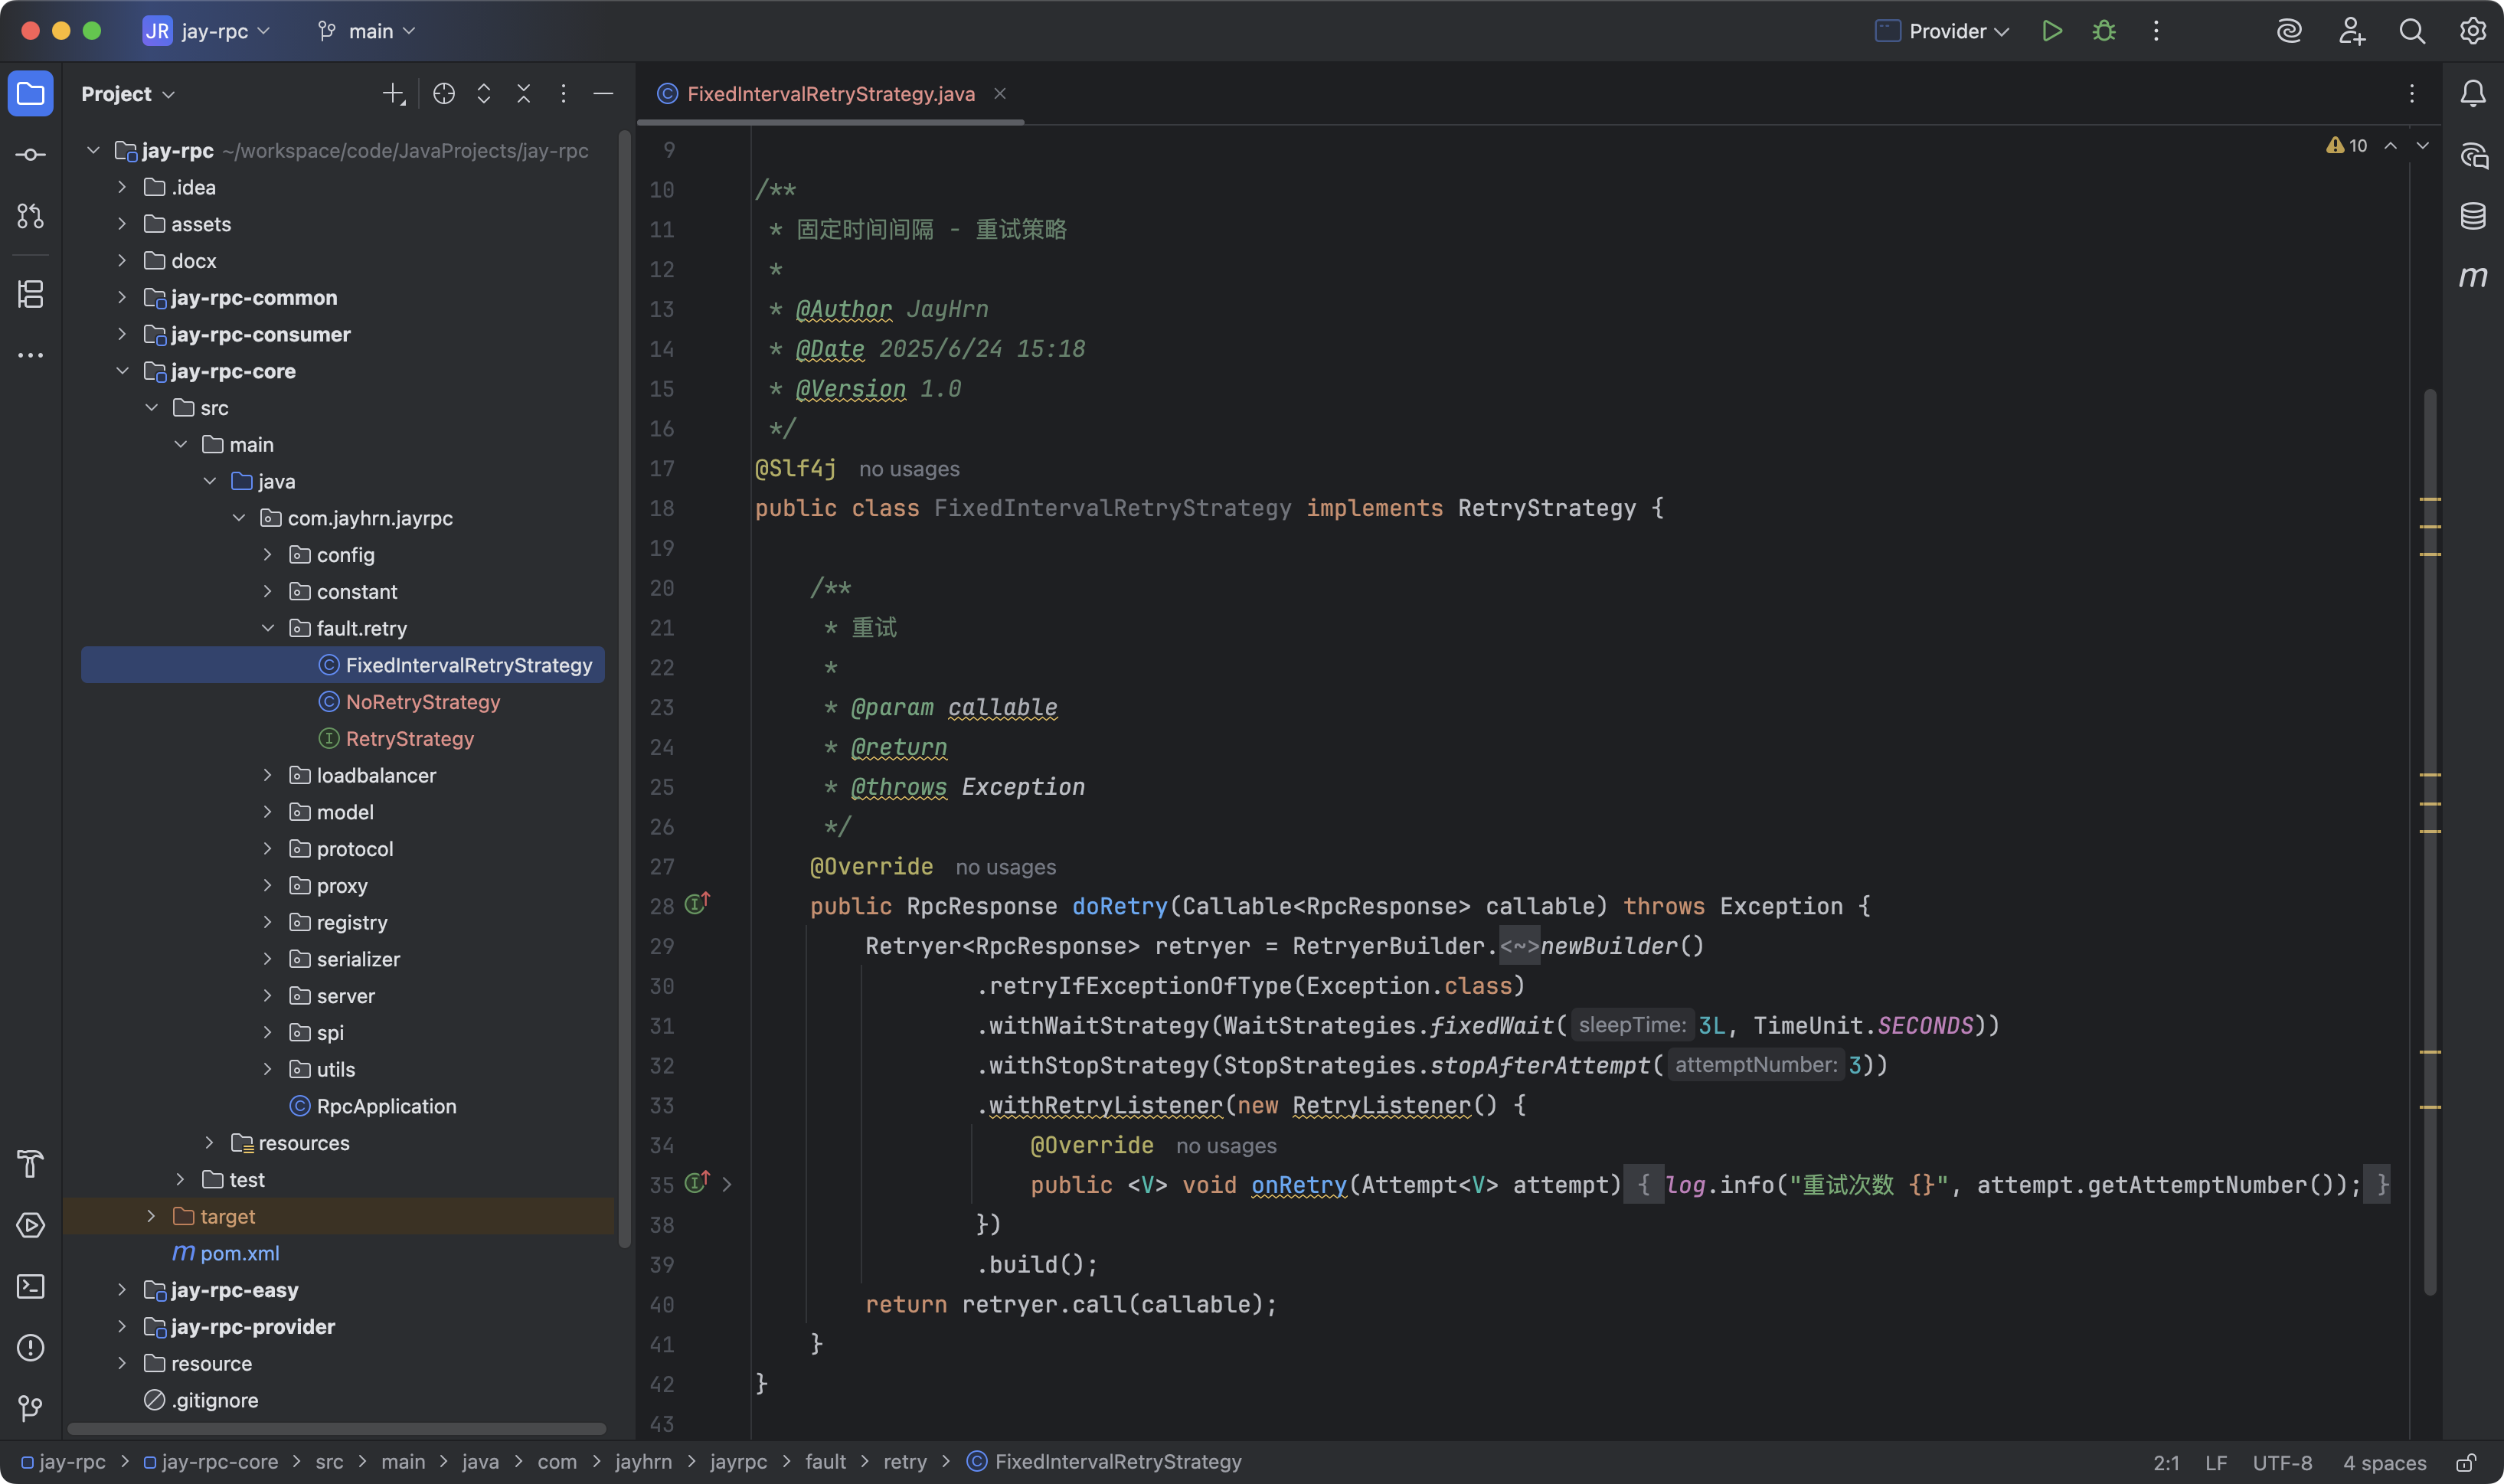 JR jay-rpc main Provider
Project
FixedIntervalRetryStrategy.java
jay-rpc ~/workspace/code/JavaProjects/jay-rpc
.idea
assets
docx
jay-rpc-common
jay-rpc-consumer
jay-rpc-core
src
main
java
com.jayhrn.jayrpc
config
constant
fault.retry
FixedIntervalRetryStrategy
NoRetryStrategy
RetryStrategy
loadbalancer
model
protocol
proxy
registry
serializer
server
spi
utils
RpcApplication
resources
test
target
pom.xml
jay-rpc-easy
jay-rpc-provider
resource
.gitignore
10
9
10 /**
11 * 固定时间间隔 - 重试策略
12 *
13 * @Author JayHrn
14 * @Date 2025/6/24 15:18
15 * @Version 1.0
16 */
17 @Slf4j no usages
18 public class FixedIntervalRetryStrategy implements RetryStrategy {
19
20 /**
21 * 重试
22 *
23 * @param callable
24 * @return
25 * @throws Exception
26 */
27 @Override no usages
28 public RpcResponse doRetry(Callable<RpcResponse> callable) throws Exception {
29 Retryer<RpcResponse> retryer = RetryerBuilder.<~>newBuilder()
30 .retryIfExceptionOfType(Exception.class)
31 .withWaitStrategy(WaitStrategies.fixedWait( sleepTime: 3L, TimeUnit.SECONDS))
32 .withStopStrategy(StopStrategies.stopAfterAttempt( attemptNumber: 3))
33 .withRetryListener(new RetryListener() {
34 @Override no usages
35 public <V> void onRetry(Attempt<V> attempt) { log.info("重试次数 {}", attempt.getAttemptNumber()); }
38 })
39 .build();
40 return retryer.call(callable);
41 }
42 }
43
jay-rpc > jay-rpc-core > src > main > java > com > jayhrn > jayrpc > fault > retry > FixedIntervalRetryStrategy
2:1 LF UTF-8 4 spaces